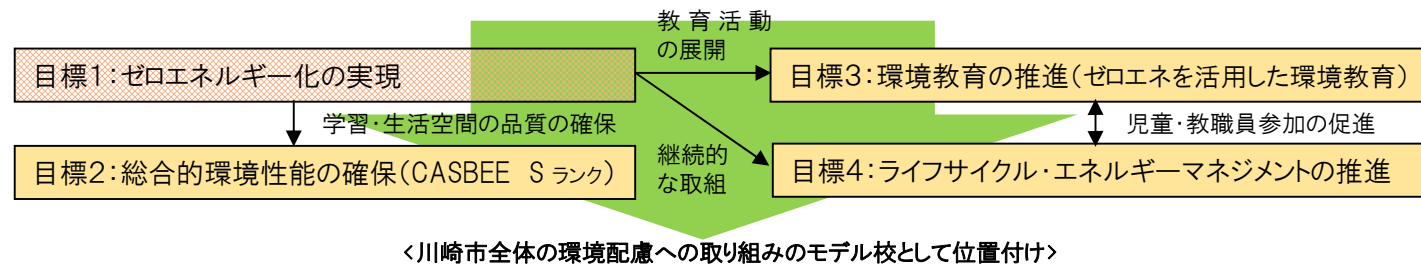 教育活動
の展開
目標1:ゼロエネルギー化の実現
目標3:環境教育の推進(ゼロエネを活用した環境教育)
学習・生活空間の品質の確保
児童・教職員参加の促進
継続的
な取組
目標2:総合的環境性能の確保(CASBEE Sランク)
目標4:ライフサイクル・エネルギーマネジメントの推進
<川崎市全体の環境配慮への取り組みのモデル校として位置付け>